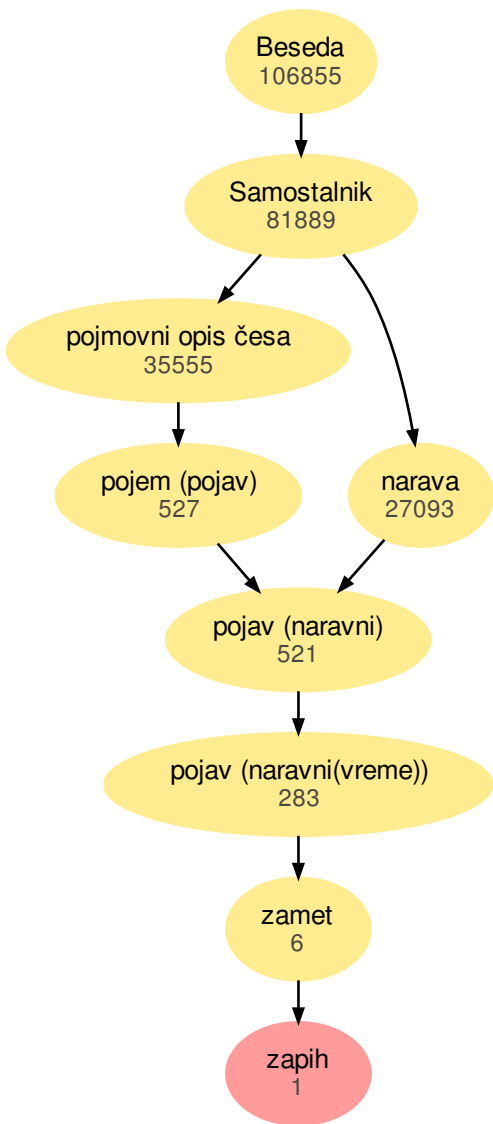 Beseda
106855
Samostalnik
81889
pojmovni opis česa
35555
pojem (pojav)
527
narava
27093
pojav (naravni)
521
pojav (naravni(vreme))
283
zamet
6
zapih
1